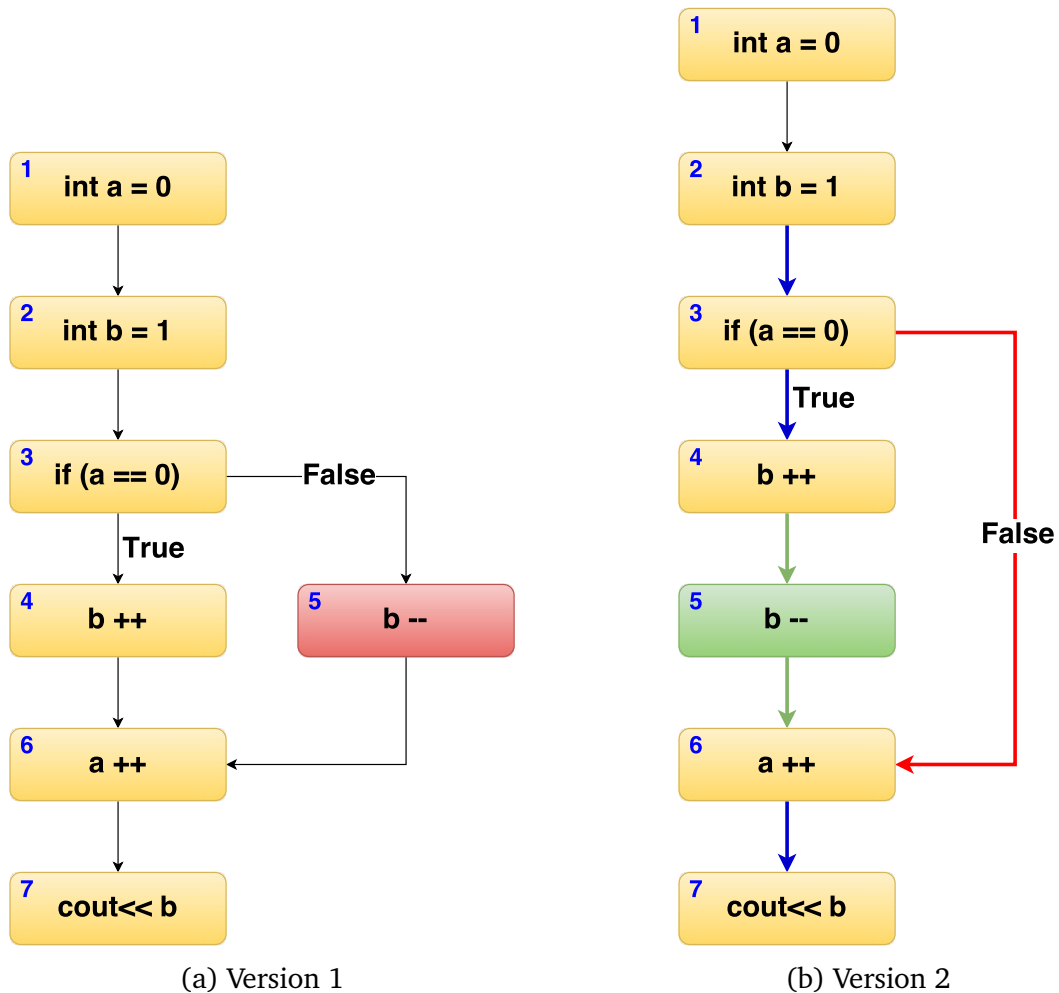 1
int a = 0
2
int b = 1
3
if (a == 0)
False
True
4
b ++
5
b --
6
a ++
7
cout<< b
(a) Version 1
1
int a = 0
2
int b = 1
3
if (a == 0)
True
4
b ++
False
5
b --
6
a ++
7
cout<< b
(b) Version 2